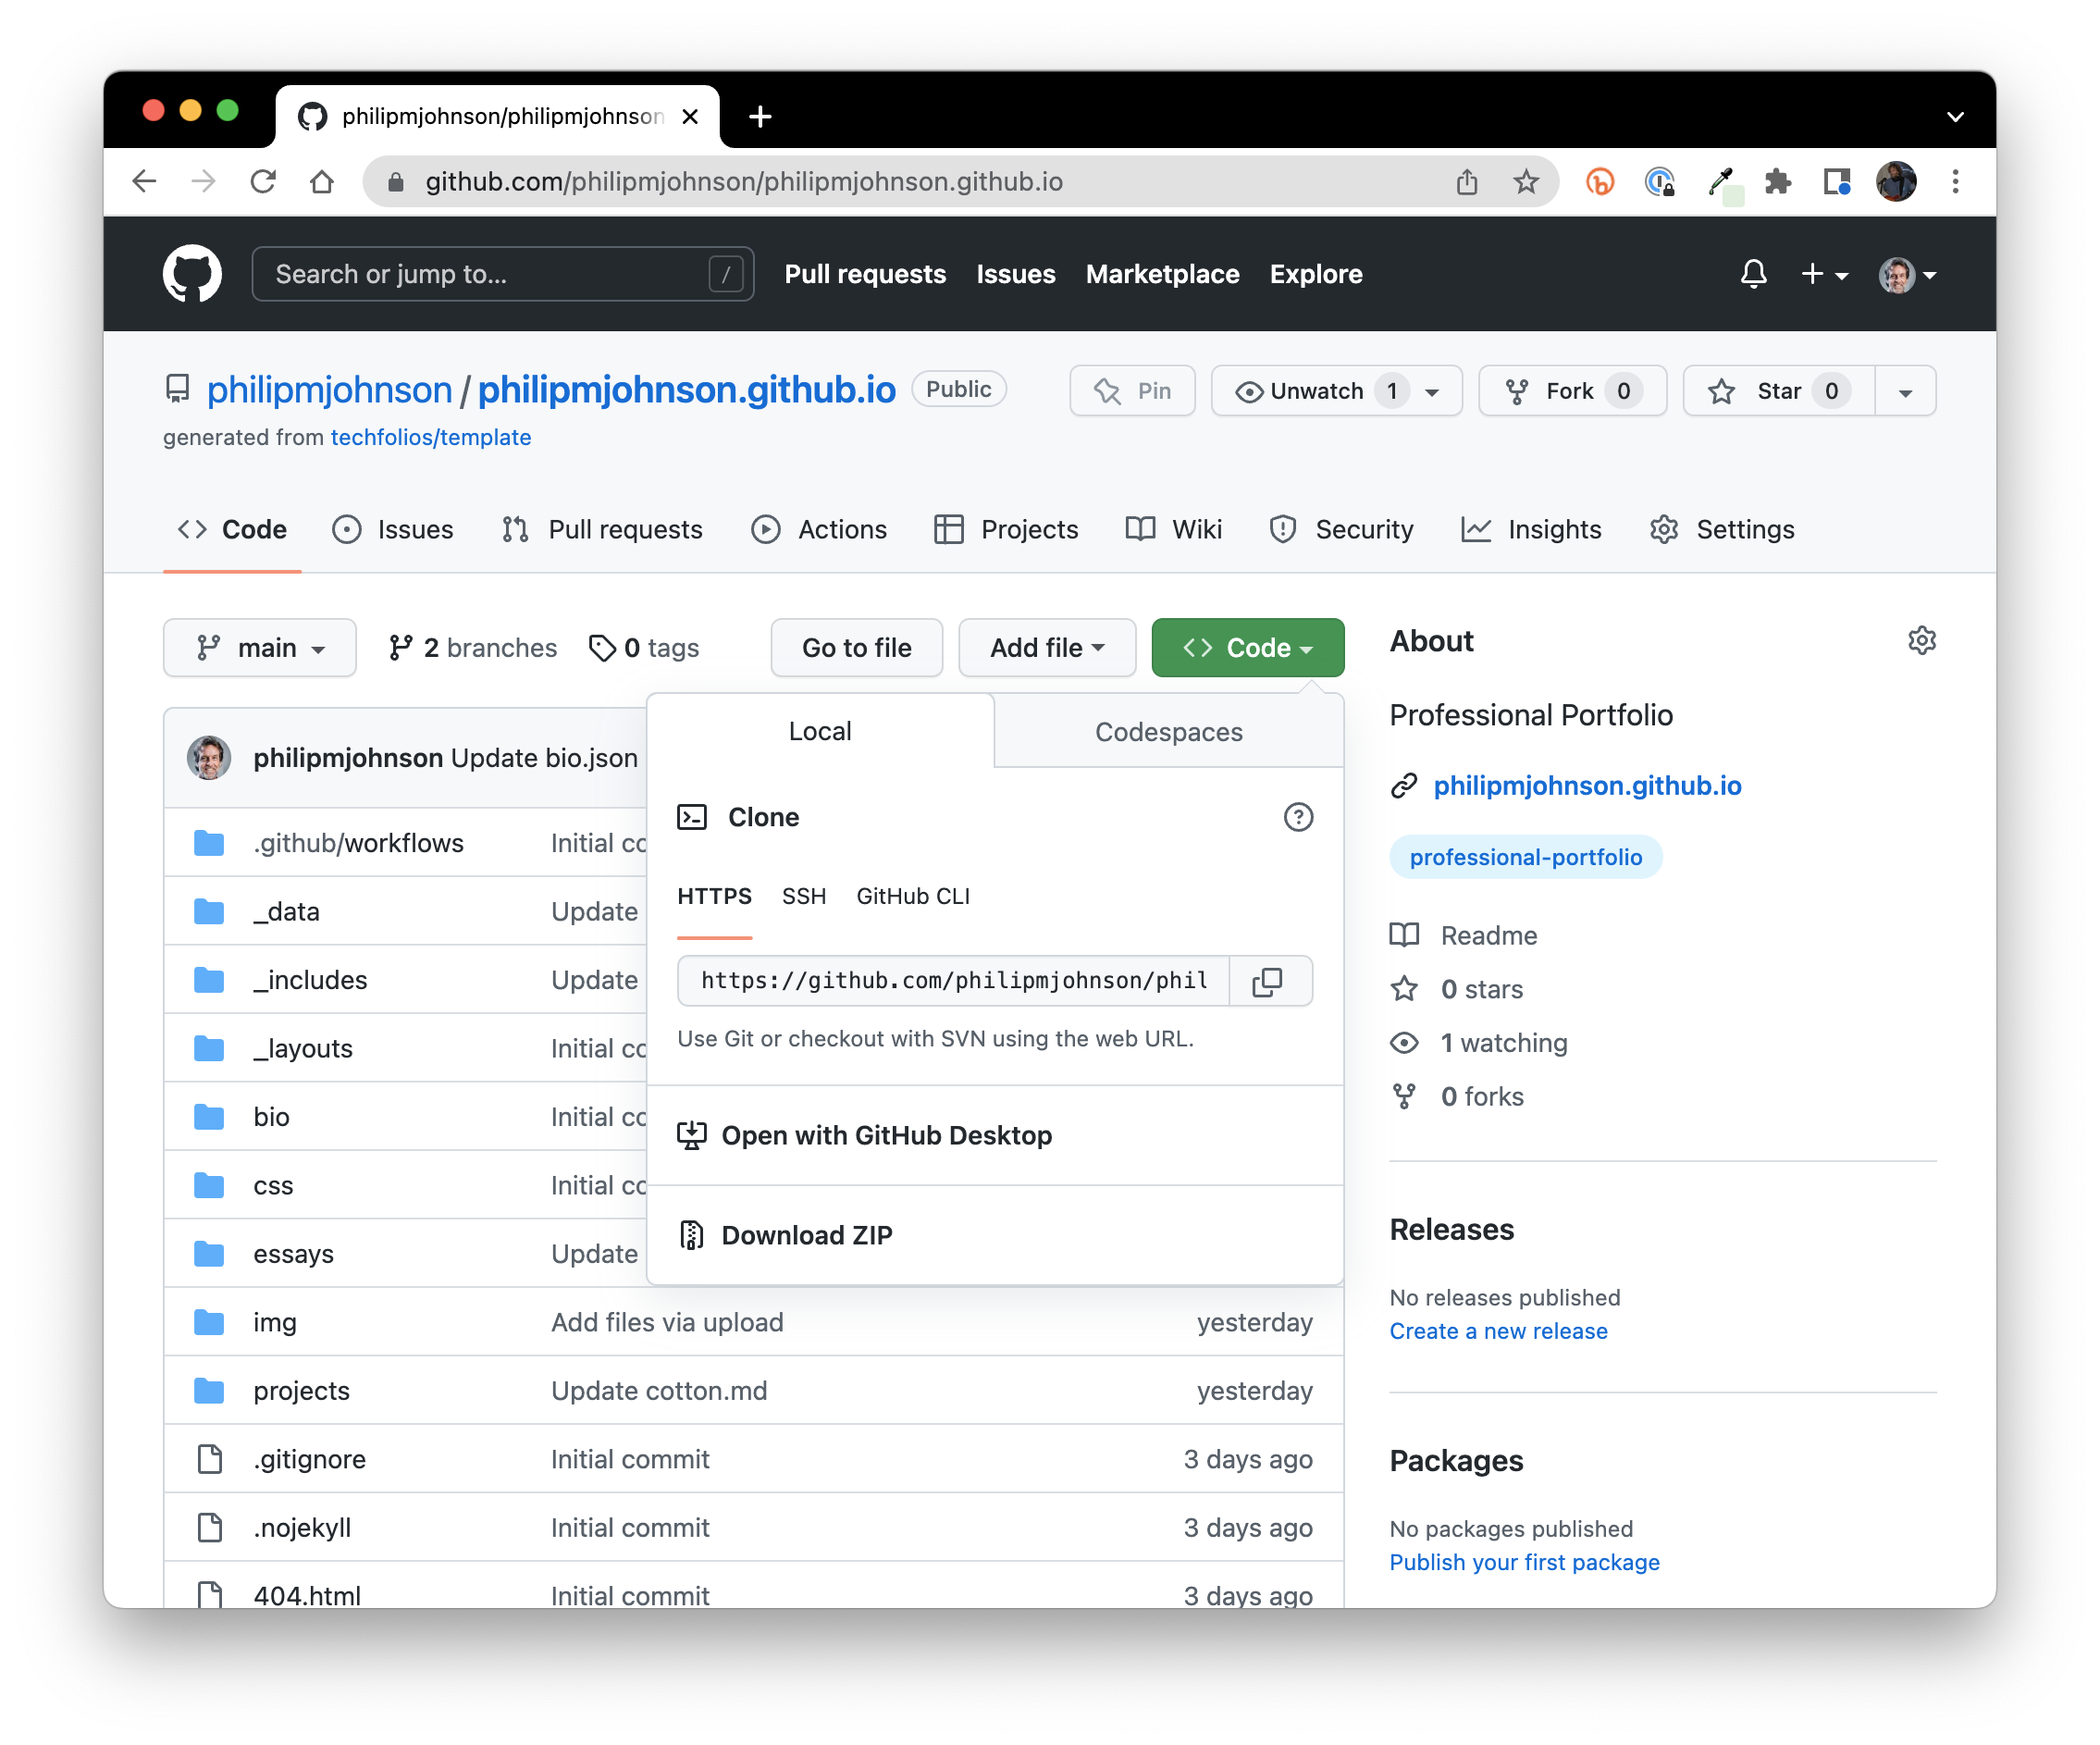 philipmjohnson/philipmjohnson
github.com/philipmjohnson/philipmjohnson.github.io
Search or jump to... /
Pull requests Issues Marketplace Explore
philipmjohnson / philipmjohnson.github.io Public
Pin Unwatch 1 Fork 0 Star 0
generated from techfolios/template
Code Issues Pull requests Actions Projects Wiki Security Insights Settings
main 2 branches 0 tags Go to file Add file Code
philipmjohnson Update bio.json
.github/workflows Initial co
_data Update
_includes Update
_layouts Initial co
bio Initial co
css Initial co
essays Update
img Add files via upload yesterday
projects Update cotton.md yesterday
.gitignore Initial commit 3 days ago
.nojekyll Initial commit 3 days ago
404.html Initial commit 3 days ago
Local Codespaces
Clone
HTTPS SSH GitHub CLI
https://github.com/philipmjohnson/phil
Use Git or checkout with SVN using the web URL.
Open with GitHub Desktop
Download ZIP
About
Professional Portfolio
philipmjohnson.github.io
professional-portfolio
Readme
0 stars
1 watching
0 forks
Releases
No releases published
Create a new release
Packages
No packages published
Publish your first package